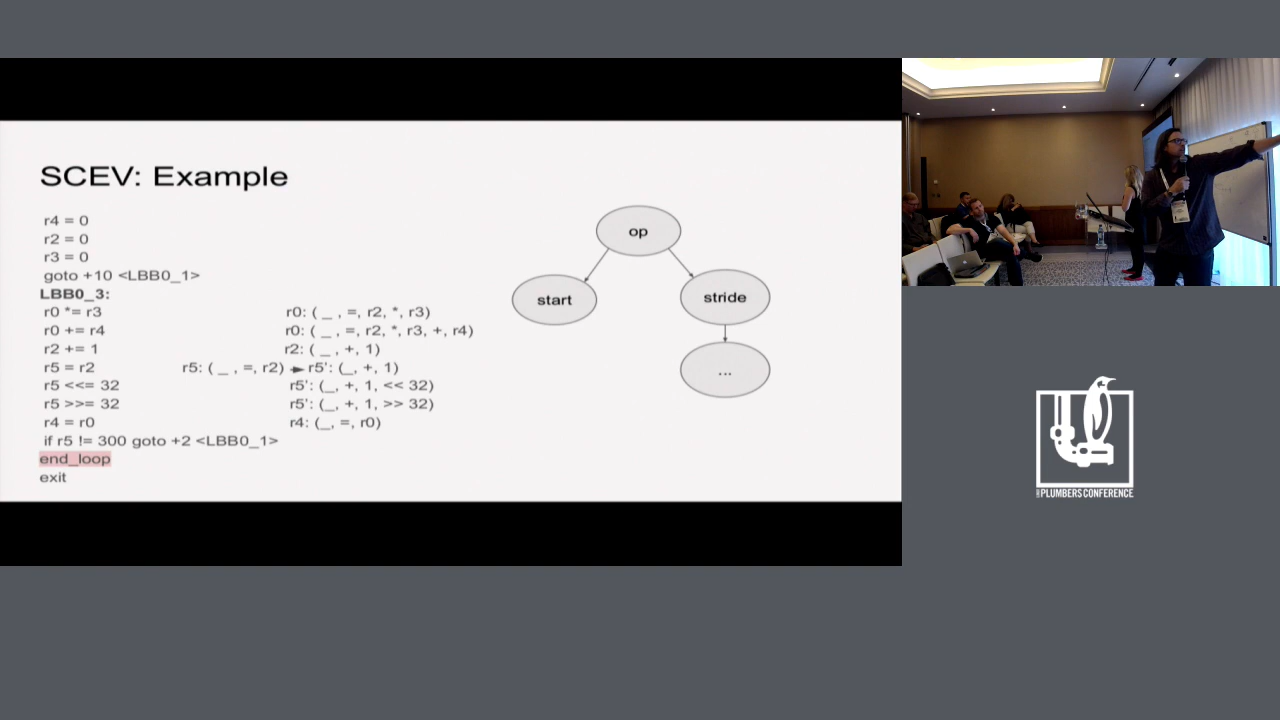 SCEV: Example
r4 = 0
r2 = 0
r3 = 0
goto +10 <LBB0_1>
LBB0_3:
r0 *= r3 r0: ( _ , =, r2, *, r3)
r0 += r4 r0: ( _ , =, r2, *, r3, +, r4)
r2 += 1 r2: ( _ , +, 1)
r5 = r2 r5: ( _ , =, r2) r5': (_, +, 1)
r5 <<= 32 r5': (_, +, 1, << 32)
r5 >>= 32 r5': (_, +, 1, >> 32)
r4 = r0 r4: (_, =, r0)
if r5 != 300 goto +2 <LBB0_1>
end_loop
exit
op
start
stride
...
PLUMBERS CONFERENCE